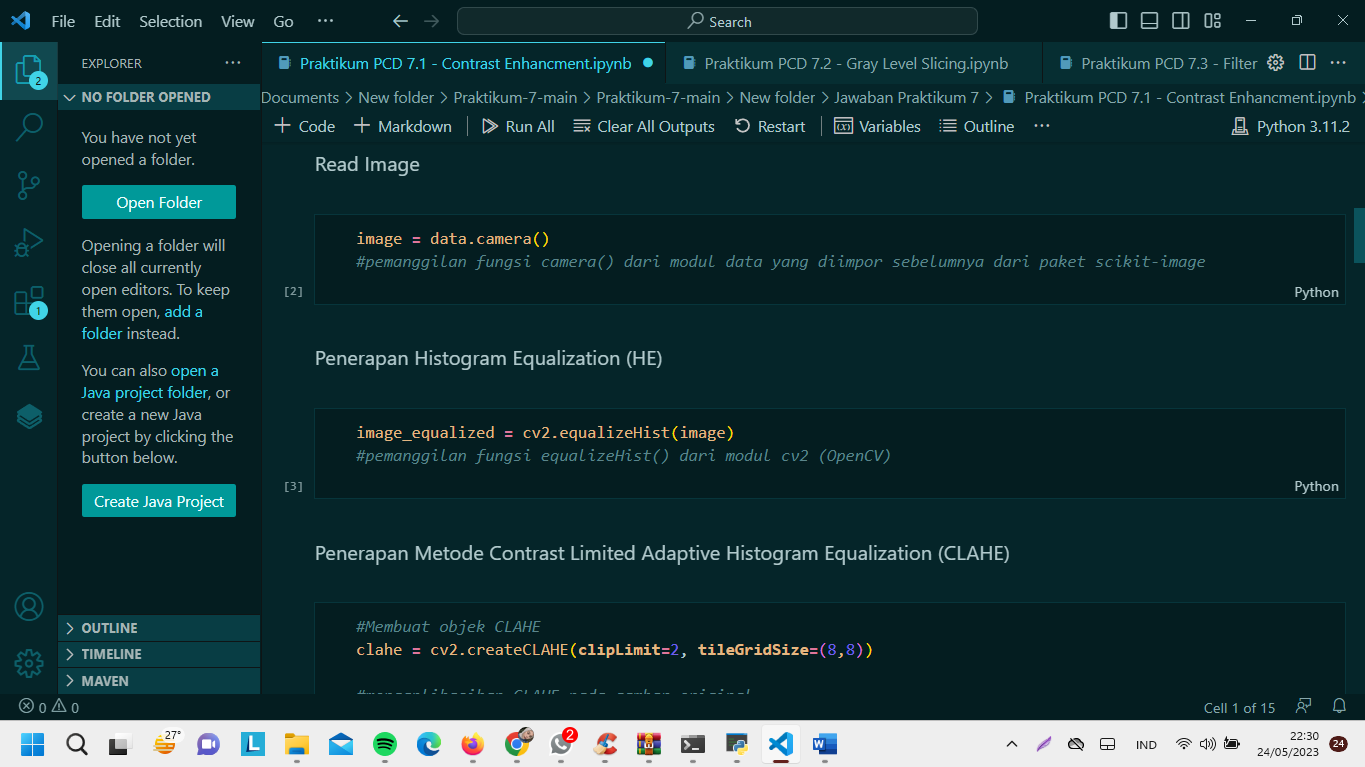 File Edit Selection View Go ··· Search
EXPLORER ···
2
NO FOLDER OPENED
You have not yet
opened a folder.
Open Folder
Opening a folder will
close all currently
open editors. To keep
them open, add a
folder instead.
1
You can also open a
Java project folder, or
create a new Java
project by clicking the
button below.
Create Java Project
OUTLINE
TIMELINE
MAVEN
Praktikum PCD 7.1 - Contrast Enhancment.ipynb Praktikum PCD 7.2 - Gray Level Slicing.ipynb Praktikum PCD 7.3 - Filter ···
Documents > New folder > Praktikum-7-main > Praktikum-7-main > New folder > Jawaban Praktikum 7 > Praktikum PCD 7.1 - Contrast Enhancment.ipynb >
+ Code + Markdown Run All Clear All Outputs Restart Variables Outline ··· Python 3.11.2
Read Image
image = data.camera()
#pemanggilan fungsi camera() dari modul data yang diimpor sebelumnya dari paket scikit-image
[2] Python
Penerapan Histogram Equalization (HE)
image_equalized = cv2.equalizeHist(image)
#pemanggilan fungsi equalizeHist() dari modul cv2 (OpenCV)
[3] Python
Penerapan Metode Contrast Limited Adaptive Histogram Equalization (CLAHE)
#Membuat objek CLAHE
clahe = cv2.createCLAHE(clipLimit=2, tileGridSize=(8,8))
0 0 Cell 1 of 15
27° 2 IND 22:30
24/05/2023 24